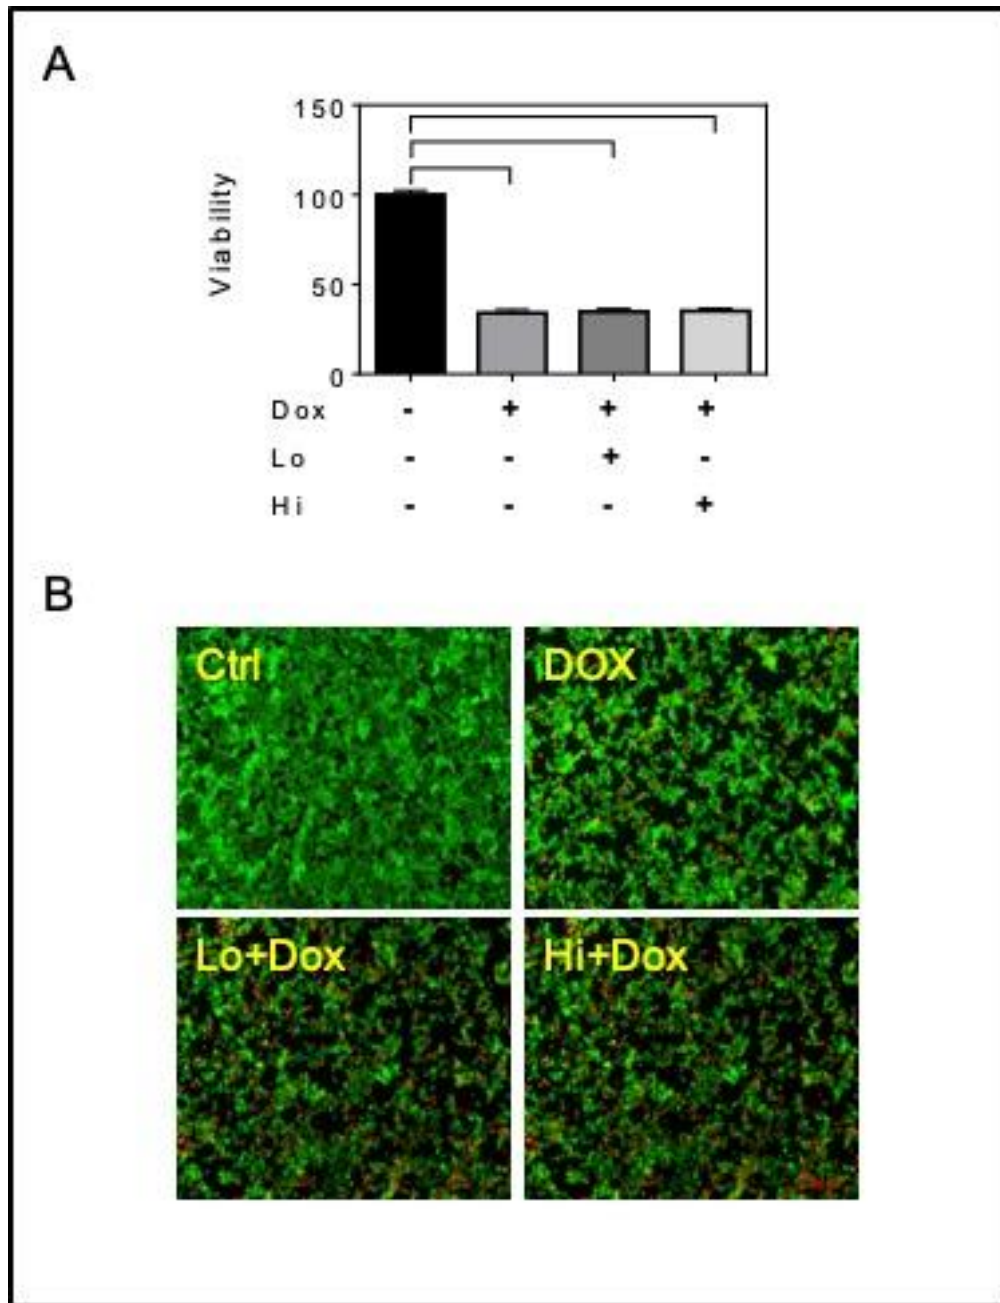 A
150
100
50
0
Viability
Dox - + + +
Lo - - + -
Hi - - - +
B
Ctrl
DOX
Lo+Dox
Hi+Dox